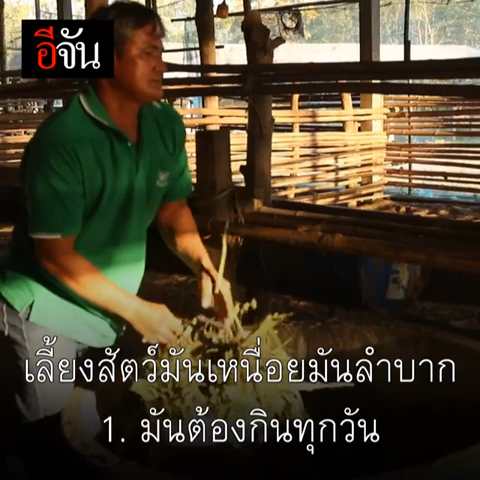 อีจัน
เลี้ยงสัตว์มันเหนื่อยมันลำบาก
1. มันต้องกินทุกวัน